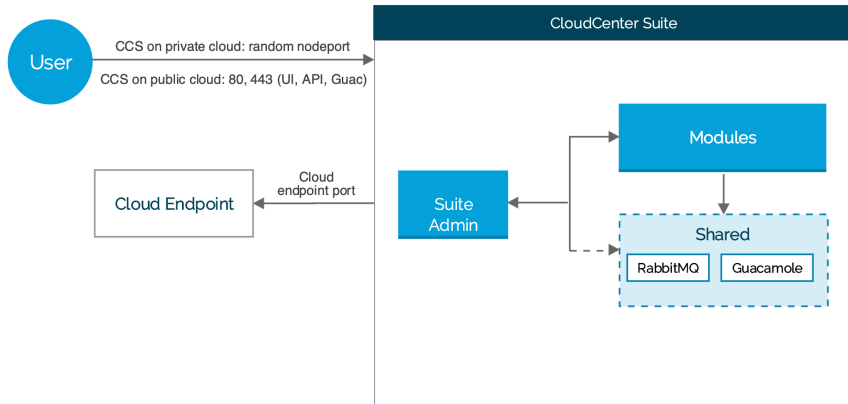 CloudCenter Suite
User
CCS on private cloud: random nodeport
CCS on public cloud: 80, 443 (UI, API, Guac)
Modules
Cloud Endpoint
Cloud
endpoint port
Suite
Admin
Shared
RabbitMQ
Guacamole